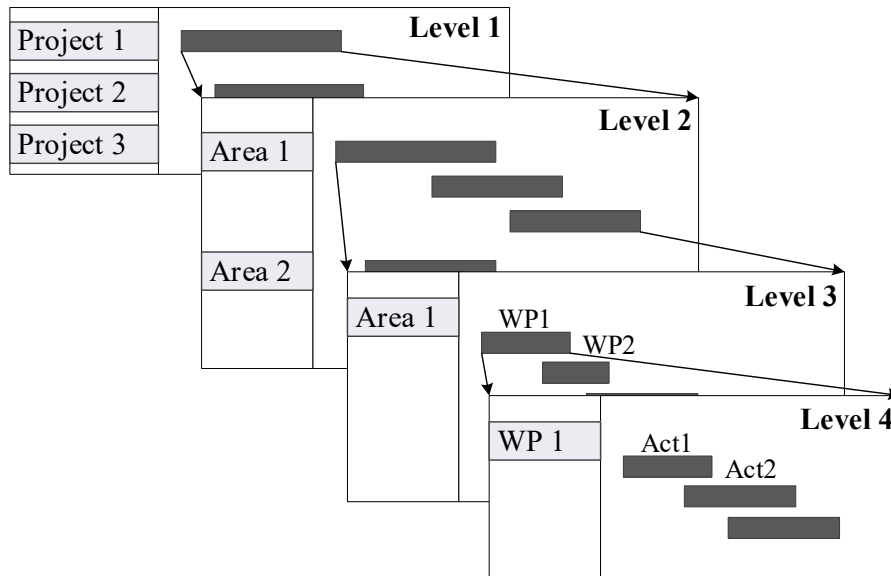 Level 1
Project 1
Project 2
Project 3
Level 2
Area 1
Area 2
Level 3
Area 1
WP1
WP2
Level 4
WP 1
Act1
Act2